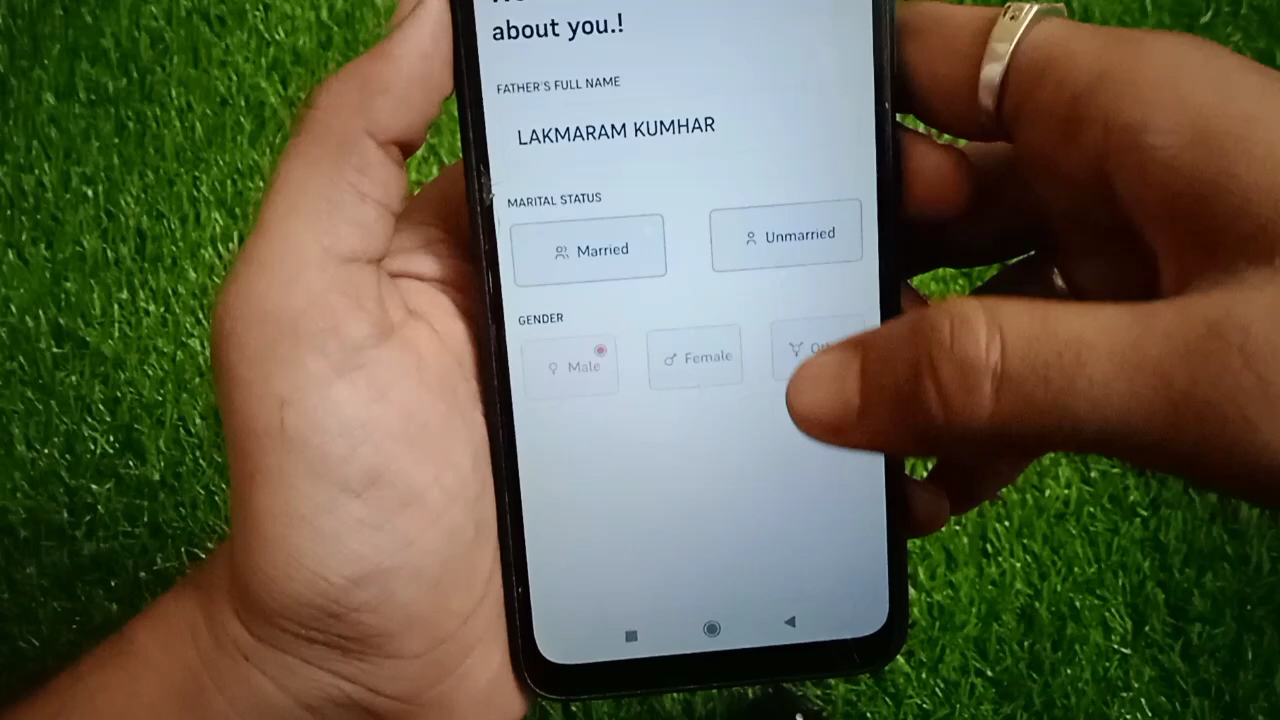 about you.!
FATHER'S FULL NAME
LAKMARAM KUMHAR
MARITAL STATUS
Married Unmarried
GENDER
Male Female